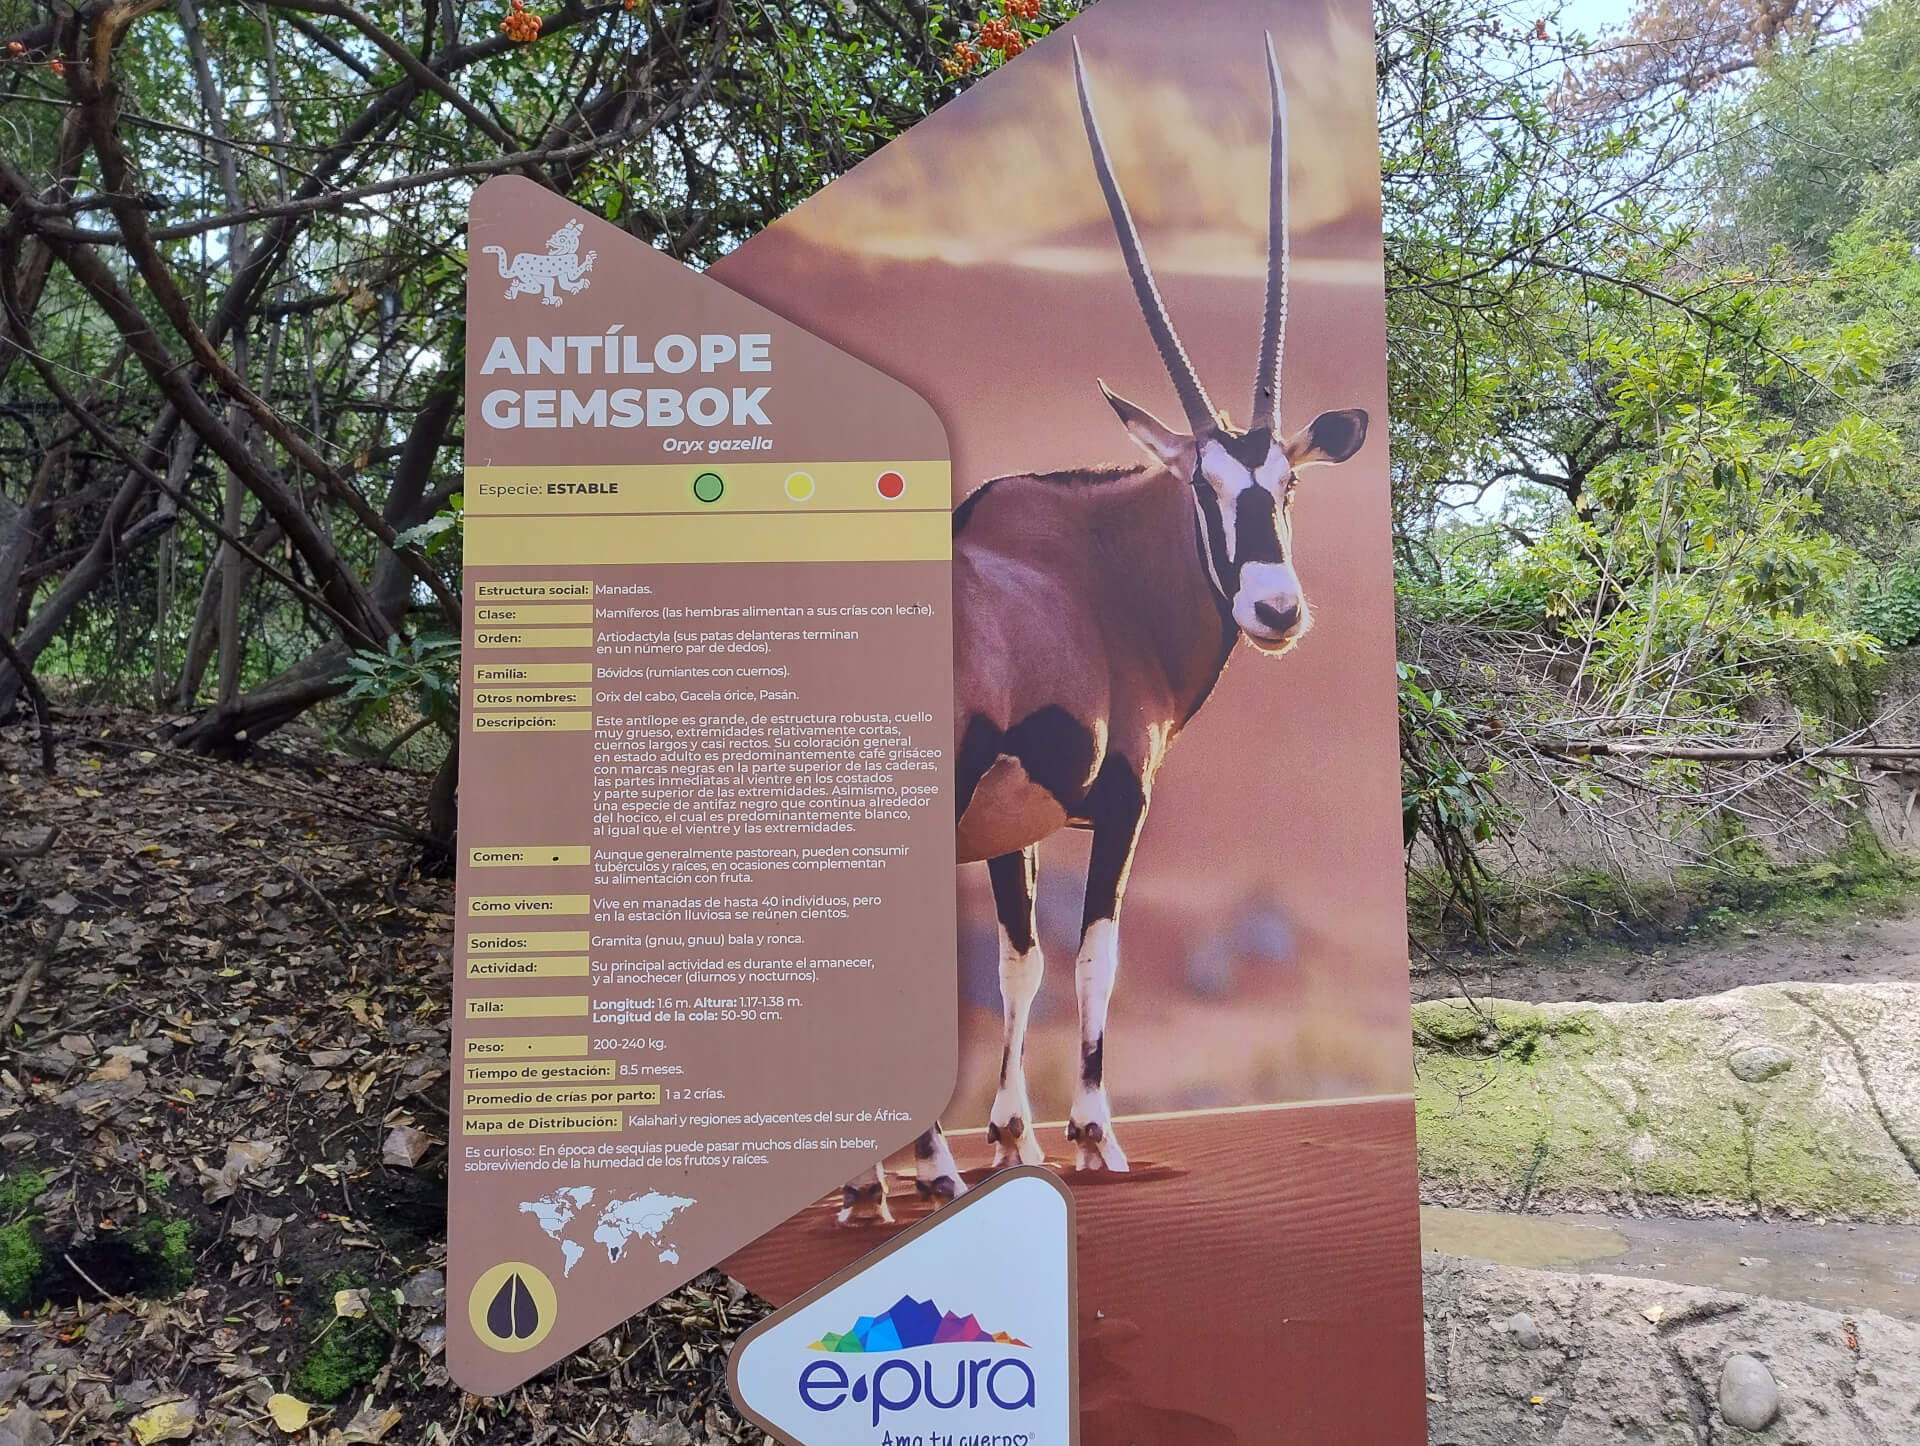 ANTÍLOPE
GEMSBOK
Oryx gazella
Especie: ESTABLE
Estructura social: Manadas.
Clase: Mamíferos (las hembras alimentan a sus crías con leche).
Orden: Artiodactyla (sus patas delanteras terminan
en un número par de dedos).
Familia: Bóvidos (rumiantes con cuernos).
Otros nombres: Orix del cabo, Gacela órice, Pasán.
Descripción: Este antílope es grande, de estructura robusta, cuello
muy grueso, extremidades relativamente cortas,
cuernos largos y casi rectos. Su coloración general
en estado adulto es predominantemente café grisáceo
con marcas negras en la parte superior de las caderas,
las partes inmediatas al vientre en los costados
y parte superior de las extremidades. Asimismo, posee
una especie de antifaz negro que continua alrededor
del hocico, el cual es predominantemente blanco,
al igual que el vientre y las extremidades.
Comen: Aunque generalmente pastorean, pueden consumir
tubérculos y raíces, en ocasiones complementan
su alimentación con fruta.
Cómo viven: Vive en manadas de hasta 40 individuos, pero
en la estación lluviosa se reúnen cientos.
Sonidos: Gramita (gnuu, gnuu) bala y ronca.
Actividad: Su principal actividad es durante el amanecer,
y al anochecer (diurnos y nocturnos).
Talla: Longitud: 1.6 m. Altura: 1.17-1.38 m.
Longitud de la cola: 50-90 cm.
Peso: 200-240 kg.
Tiempo de gestación: 8.5 meses.
Promedio de crías por parto: 1 a 2 crías.
Mapa de Distribución: Kalahari y regiones adyacentes del sur de África.
Es curioso: En época de sequias puede pasar muchos días sin beber,
sobreviviendo de la humedad de los frutos y raíces.
e•pura
Ama tu cuerpo